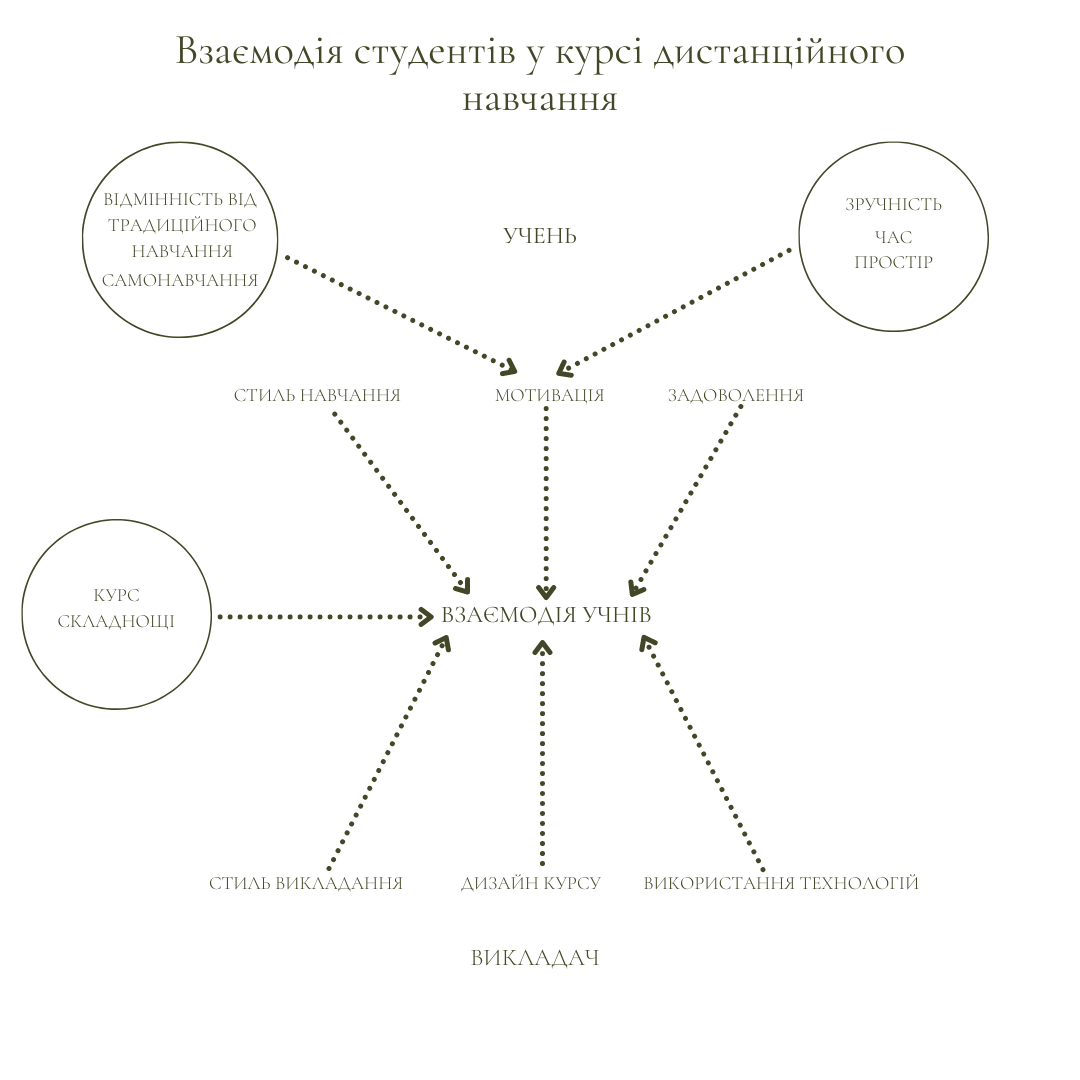 Взаємодія студентів у курсі дистанційного
навчання
ВІДМІННІСТЬ ВІД
ТРАДИЦІЙНОГО
НАВЧАННЯ
САМОНАВЧАННЯ
УЧЕНЬ
ЗРУЧНІСТЬ
ЧАС
ПРОСТІР
СТИЛЬ НАВЧАННЯ
МОТИВАЦІЯ
ЗАДОВОЛЕННЯ
КУРС
СКЛАДНОЩІ
ВЗАЄМОДІЯ УЧНІВ
СТИЛЬ ВИКЛАДАННЯ
ДИЗАЙН КУРСУ
ВИКОРИСТАННЯ ТЕХНОЛОГІЙ
ВИКЛАДАЧ